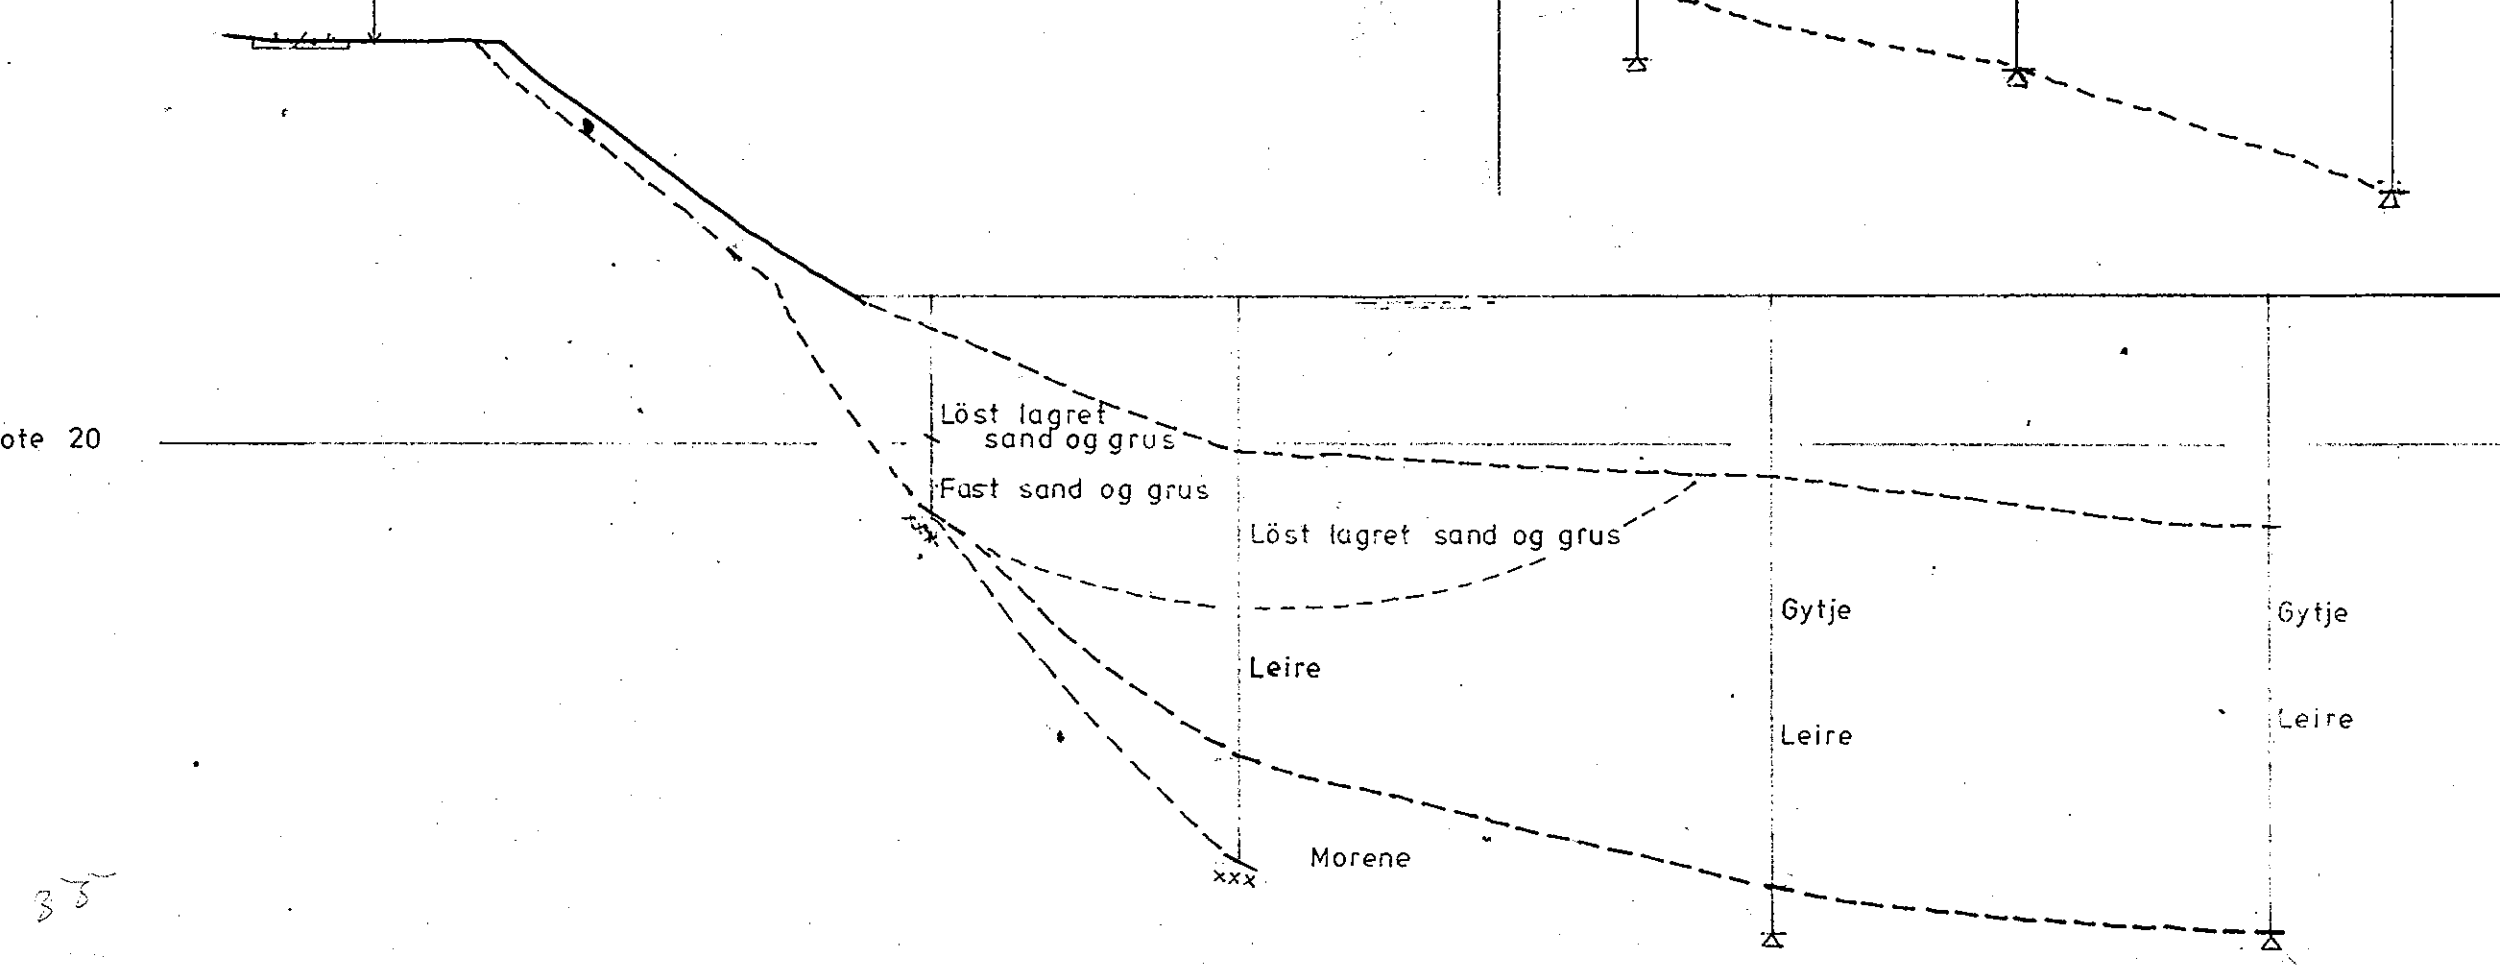 Löst lagret
sand og grus
ote 20
Fast sand og grus
Löst lagret sand og grus
Gytje
Gytje
Leire
Leire
Leire
Morene
xxx